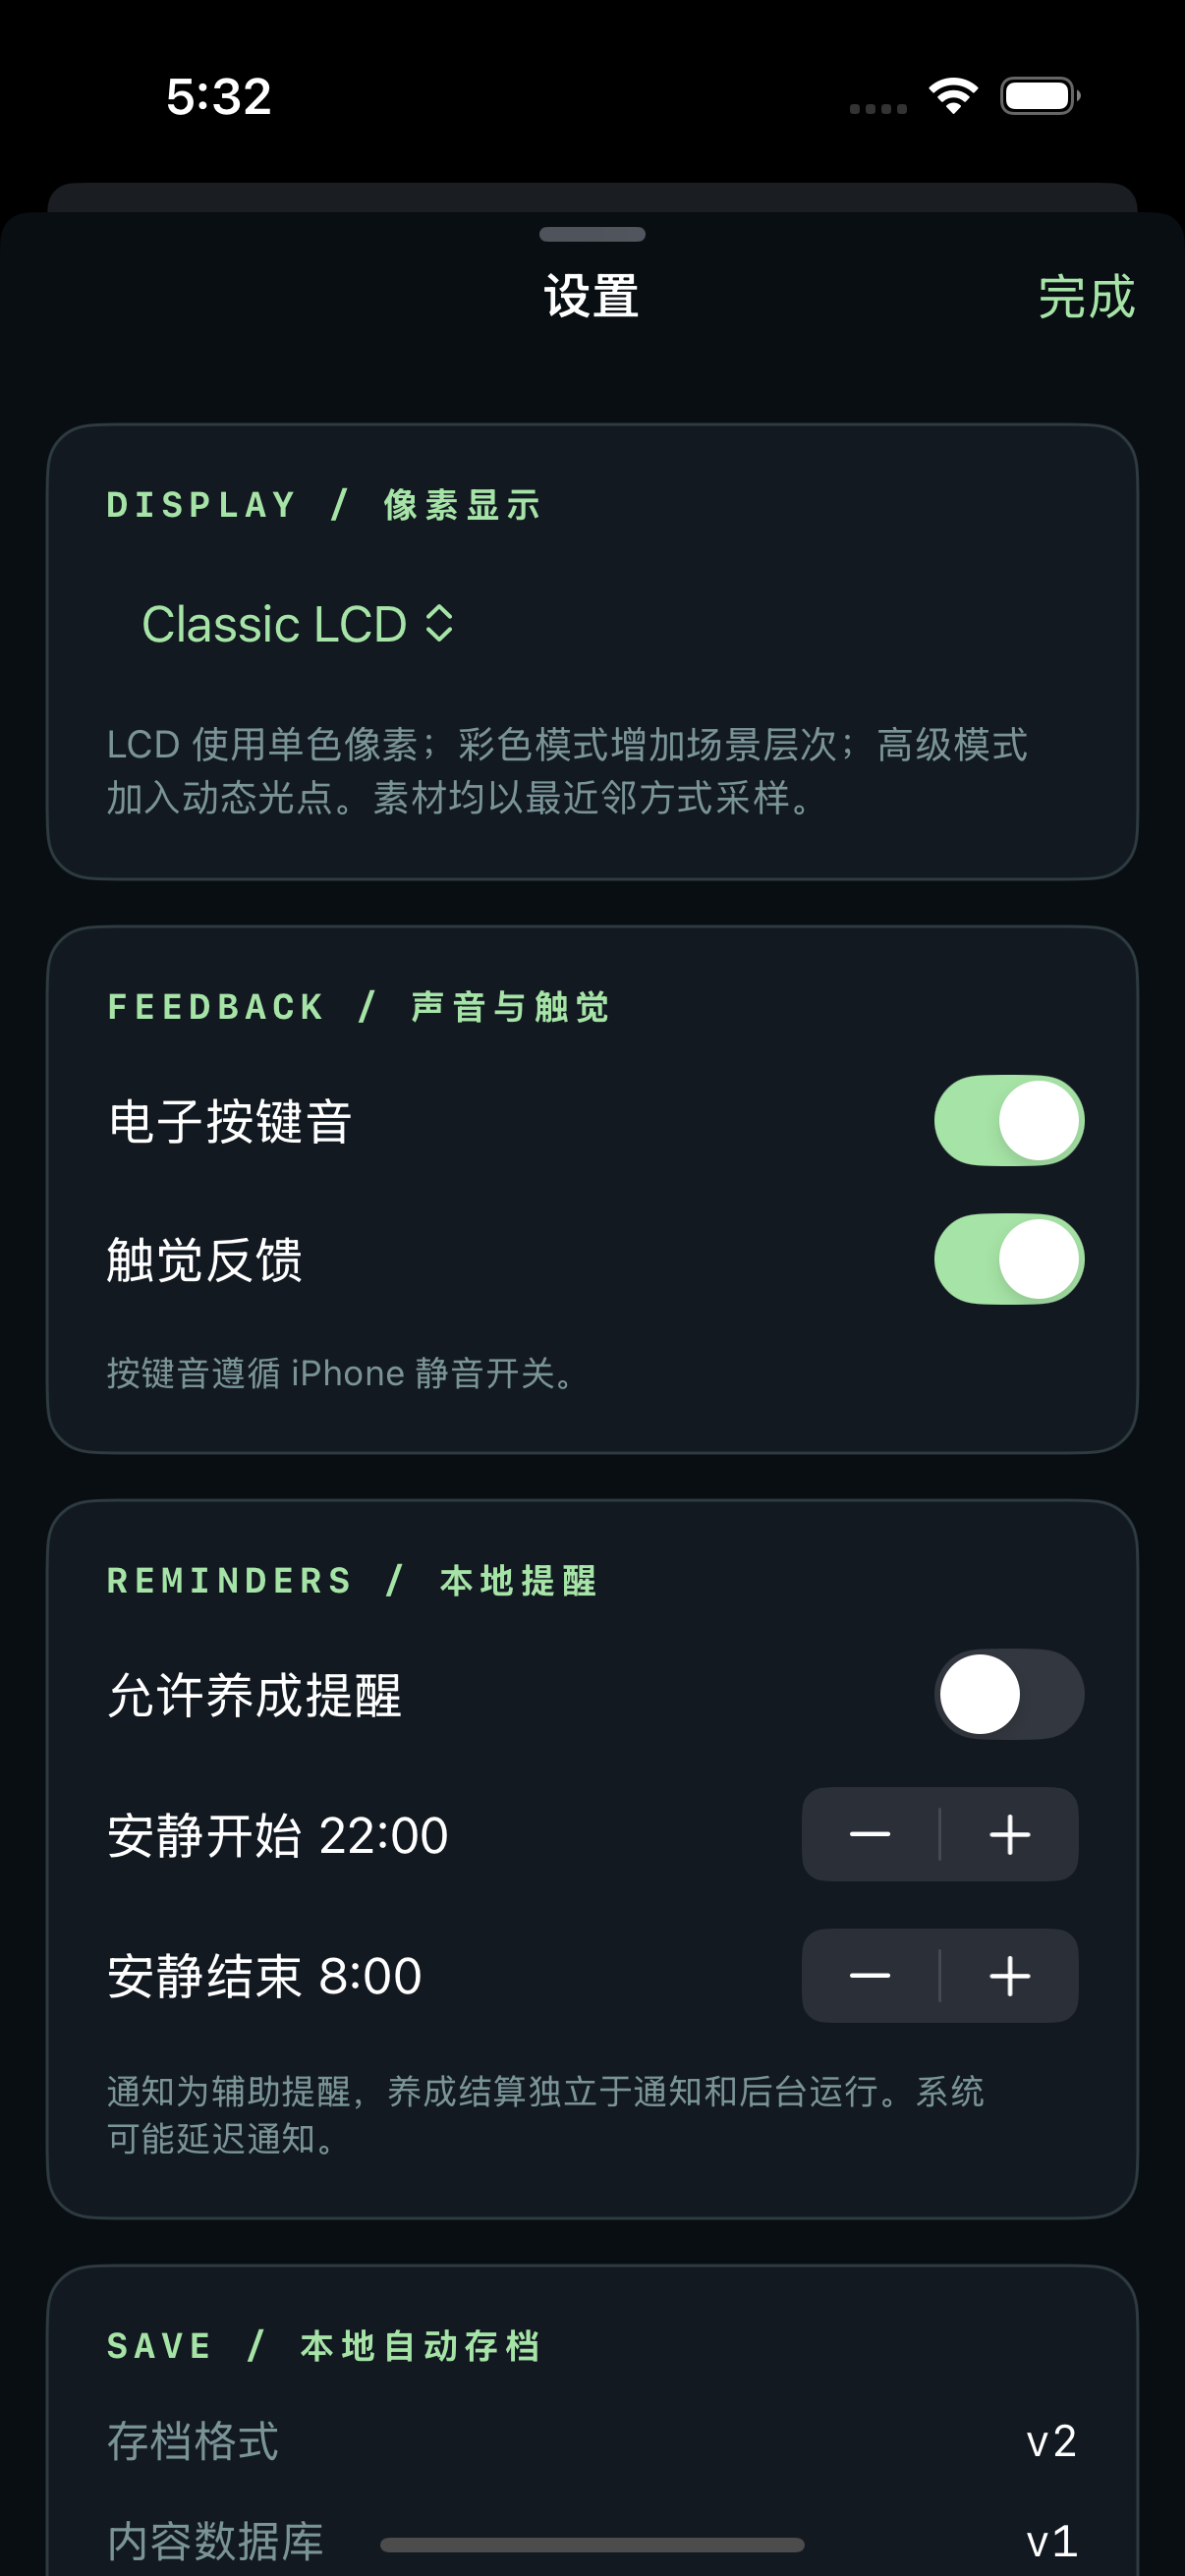 5:32
设置
完成
DISPLAY / 像素显示
Classic LCD
LCD 使用单色像素；彩色模式增加场景层次；高级模式
加入动态光点。素材均以最近邻方式采样。
FEEDBACK / 声音与触觉
电子按键音
触觉反馈
按键音遵循 iPhone 静音开关。
REMINDERS / 本地提醒
允许养成提醒
安静开始 22:00
安静结束 8:00
通知为辅助提醒，养成结算独立于通知和后台运行。系统
可能延迟通知。
SAVE / 本地自动存档
存档格式 v2
内容数据库 v1